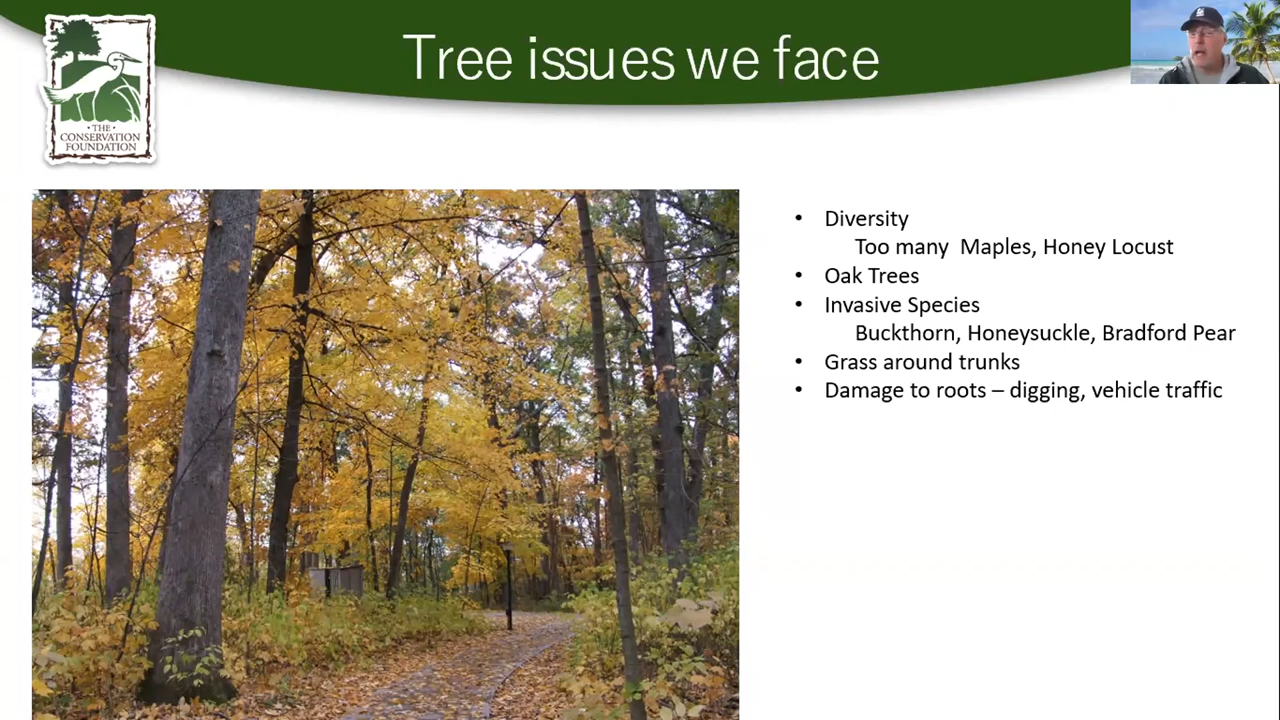 Tree issues we face
• THE •
CONSERVATION
FOUNDATION
• Diversity
Too many  Maples, Honey Locust
• Oak Trees
• Invasive Species
Buckthorn, Honeysuckle, Bradford Pear
• Grass around trunks
• Damage to roots – digging, vehicle traffic